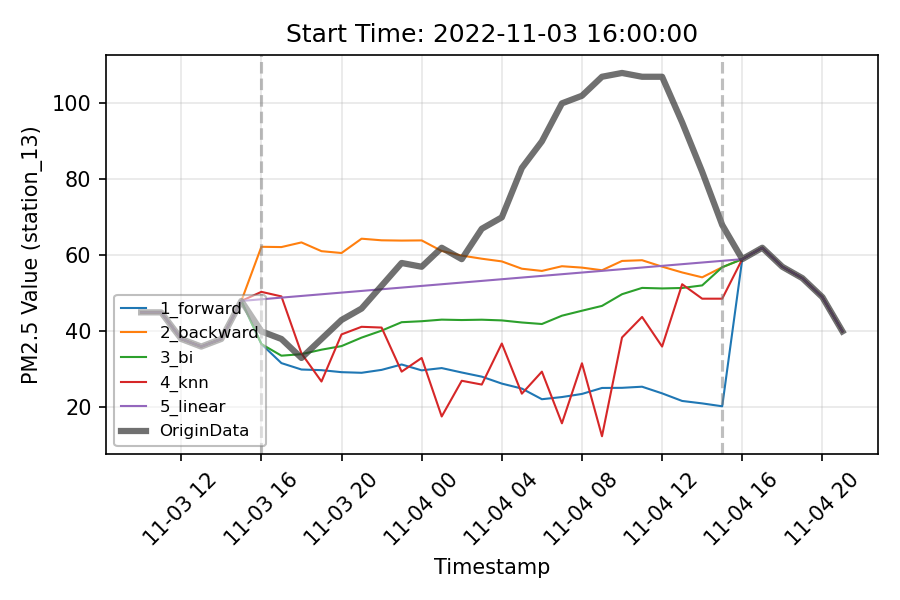 Start Time: 2022-11-03 16:00:00
PM2.5 Value (station_13)
100
80
60
40
20
1_forward
2_backward
3_bi
4_knn
5_linear
OriginData
11-03 12
11-03 16
11-03 20
11-04 00
11-04 04
11-04 08
11-04 12
11-04 16
11-04 20
Timestamp